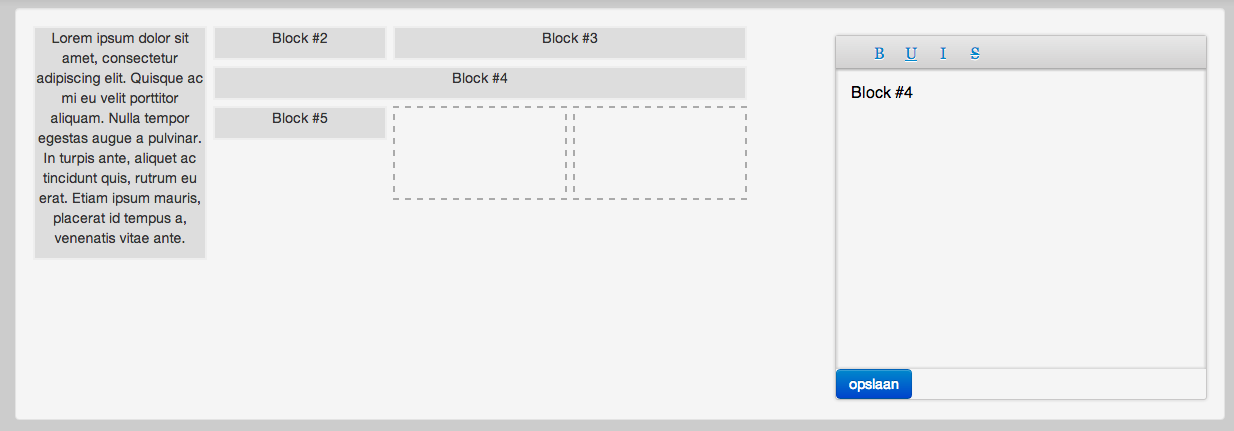 Lorem ipsum dolor sit
amet, consectetur
adipiscing elit. Quisque ac
mi eu velit porttitor
aliquam. Nulla tempor
egestas augue a pulvinar.
In turpis ante, aliquet ac
tincidunt quis, rutrum eu
erat. Etiam ipsum mauris,
placerat id tempus a,
venenatis vitae ante.
Block #2
Block #3
Block #4
Block #5
B U I S
Block #4
opslaan